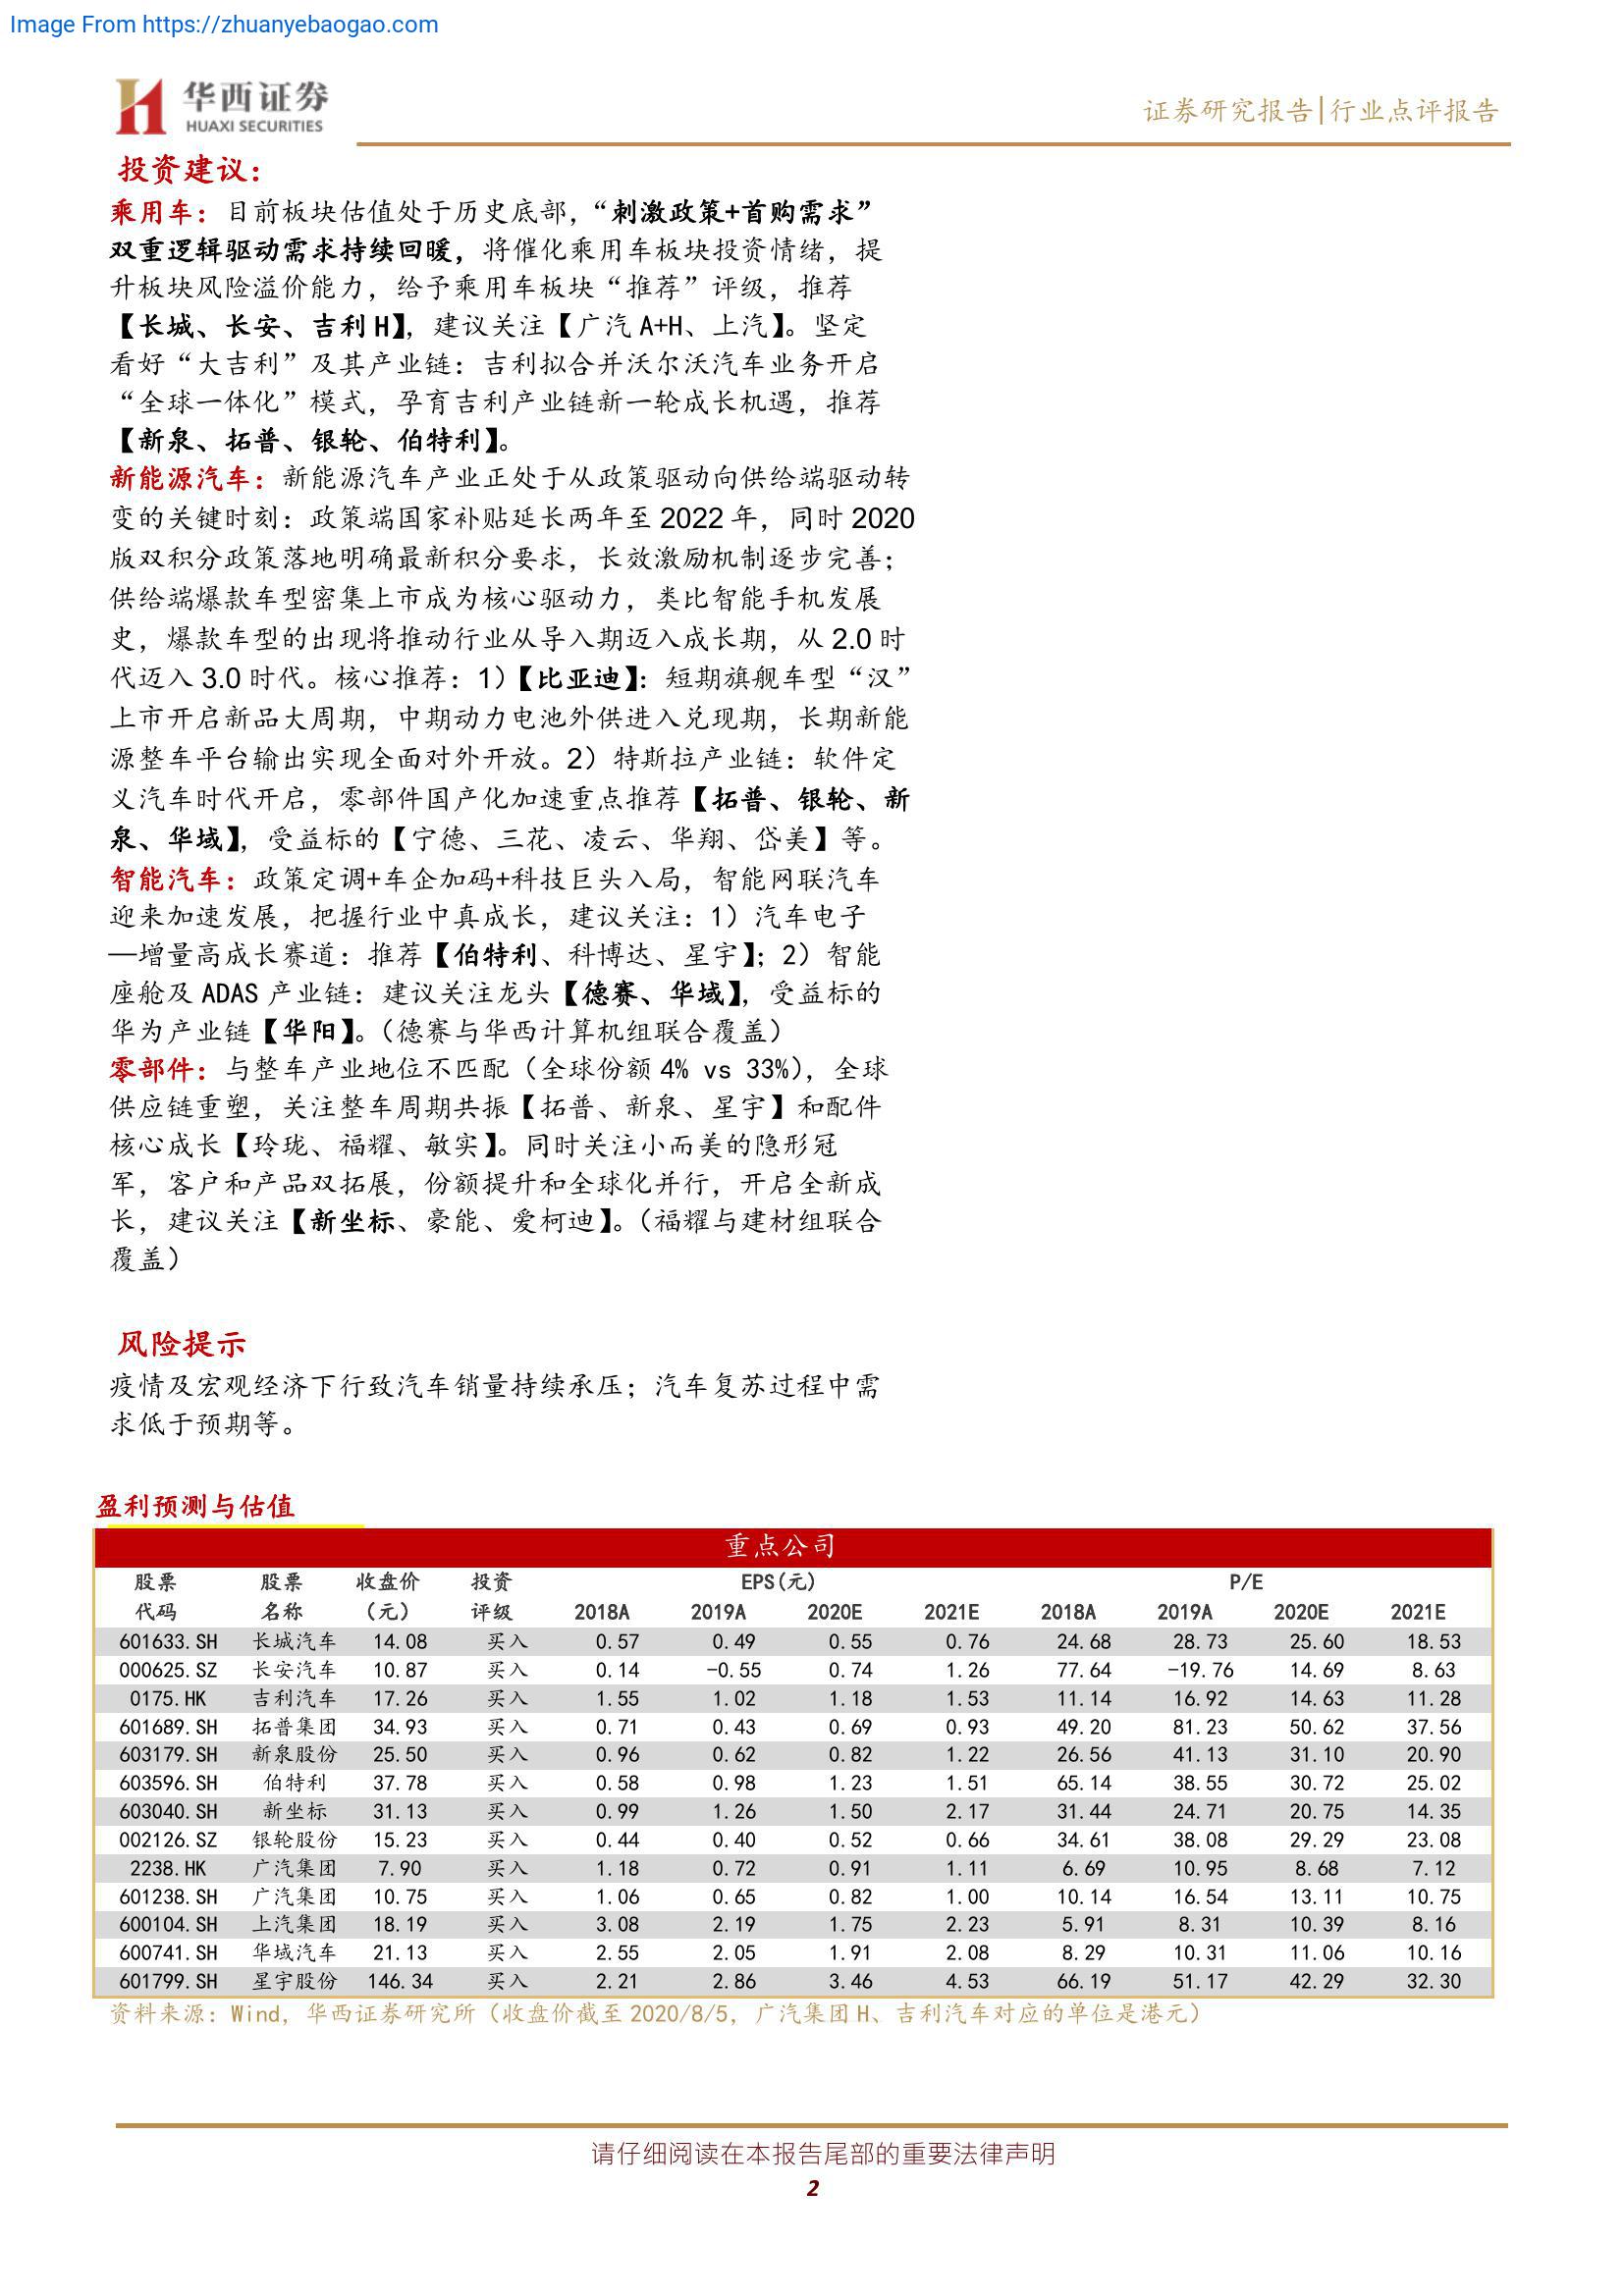 Image From https://zhuanyebaogao.com
华西证券
HUAXI SECURITIES
证券研究报告|行业点评报告
投资建议：
乘用车：目前板块估值处于历史底部，“刺激政策+首购需求”
双重逻辑驱动需求持续回暖，将催化乘用车板块投资情绪，提
升板块风险溢价能力，给予乘用车板块“推荐”评级，推荐
【长城、长安、吉利 H】，建议关注【广汽 A+H、上汽】。坚定
看好“大吉利”及其产业链：吉利拟合并沃尔沃汽车业务开启
“全球一体化”模式，孕育吉利产业链新一轮成长机遇，推荐
【新泉、拓普、银轮、伯特利】。
新能源汽车：新能源汽车产业正处于从政策驱动向供给端驱动转
变的关键时刻：政策端国家补贴延长两年至 2022 年，同时 2020
版双积分政策落地明确最新积分要求，长效激励机制逐步完善；
供给端爆款车型密集上市成为核心驱动力，类比智能手机发展
史，爆款车型的出现将推动行业从导入期迈入成长期，从 2.0 时
代迈入 3.0 时代。核心推荐：1）【比亚迪】：短期旗舰车型“汉”
上市开启新品大周期，中期动力电池外供进入兑现期，长期新能
源整车平台输出实现全面对外开放。2）特斯拉产业链：软件定
义汽车时代开启，零部件国产化加速重点推荐【拓普、银轮、新
泉、华域】，受益标的【宁德、三花、凌云、华翔、岱美】等。
智能汽车：政策定调+车企加码+科技巨头入局，智能网联汽车
迎来加速发展，把握行业中真成长，建议关注：1）汽车电子
—增量高成长赛道：推荐【伯特利、科博达、星宇】；2）智能
座舱及 ADAS 产业链：建议关注龙头【德赛、华域】，受益标的
华为产业链【华阳】。（德赛与华西计算机组联合覆盖）
零部件：与整车产业地位不匹配（全球份额 4% vs 33%），全球
供应链重塑，关注整车周期共振【拓普、新泉、星宇】和配件
核心成长【玲珑、福耀、敏实】。同时关注小而美的隐形冠
军，客户和产品双拓展，份额提升和全球化并行，开启全新成
长，建议关注【新坐标、豪能、爱柯迪】。（福耀与建材组联合
覆盖）
风险提示
疫情及宏观经济下行致汽车销量持续承压；汽车复苏过程中需
求低于预期等。
盈利预测与估值
重点公司
股票 股票 收盘价 投资 EPS(元) P/E
代码 名称 （元） 评级 2018A 2019A 2020E 2021E 2018A 2019A 2020E 2021E
601633.SH 长城汽车 14.08 买入 0.57 0.49 0.55 0.76 24.68 28.73 25.60 18.53
000625.SZ 长安汽车 10.87 买入 0.14 -0.55 0.74 1.26 77.64 -19.76 14.69 8.63
0175.HK 吉利汽车 17.26 买入 1.55 1.02 1.18 1.53 11.14 16.92 14.63 11.28
601689.SH 拓普集团 34.93 买入 0.71 0.43 0.69 0.93 49.20 81.23 50.62 37.56
603179.SH 新泉股份 25.50 买入 0.96 0.62 0.82 1.22 26.56 41.13 31.10 20.90
603596.SH 伯特利 37.78 买入 0.58 0.98 1.23 1.51 65.14 38.55 30.72 25.02
603040.SH 新坐标 31.13 买入 0.99 1.26 1.50 2.17 31.44 24.71 20.75 14.35
002126.SZ 银轮股份 15.23 买入 0.44 0.40 0.52 0.66 34.61 38.08 29.29 23.08
2238.HK 广汽集团 7.90 买入 1.18 0.72 0.91 1.11 6.69 10.95 8.68 7.12
601238.SH 广汽集团 10.75 买入 1.06 0.65 0.82 1.00 10.14 16.54 13.11 10.75
600104.SH 上汽集团 18.19 买入 3.08 2.19 1.75 2.23 5.91 8.31 10.39 8.16
600741.SH 华域汽车 21.13 买入 2.55 2.05 1.91 2.08 8.29 10.31 11.06 10.16
601799.SH 星宇股份 146.34 买入 2.21 2.86 3.46 4.53 66.19 51.17 42.29 32.30
资料来源：Wind，华西证券研究所（收盘价截至 2020/8/5，广汽集团 H、吉利汽车对应的单位是港元）
请仔细阅读在本报告尾部的重要法律声明
2